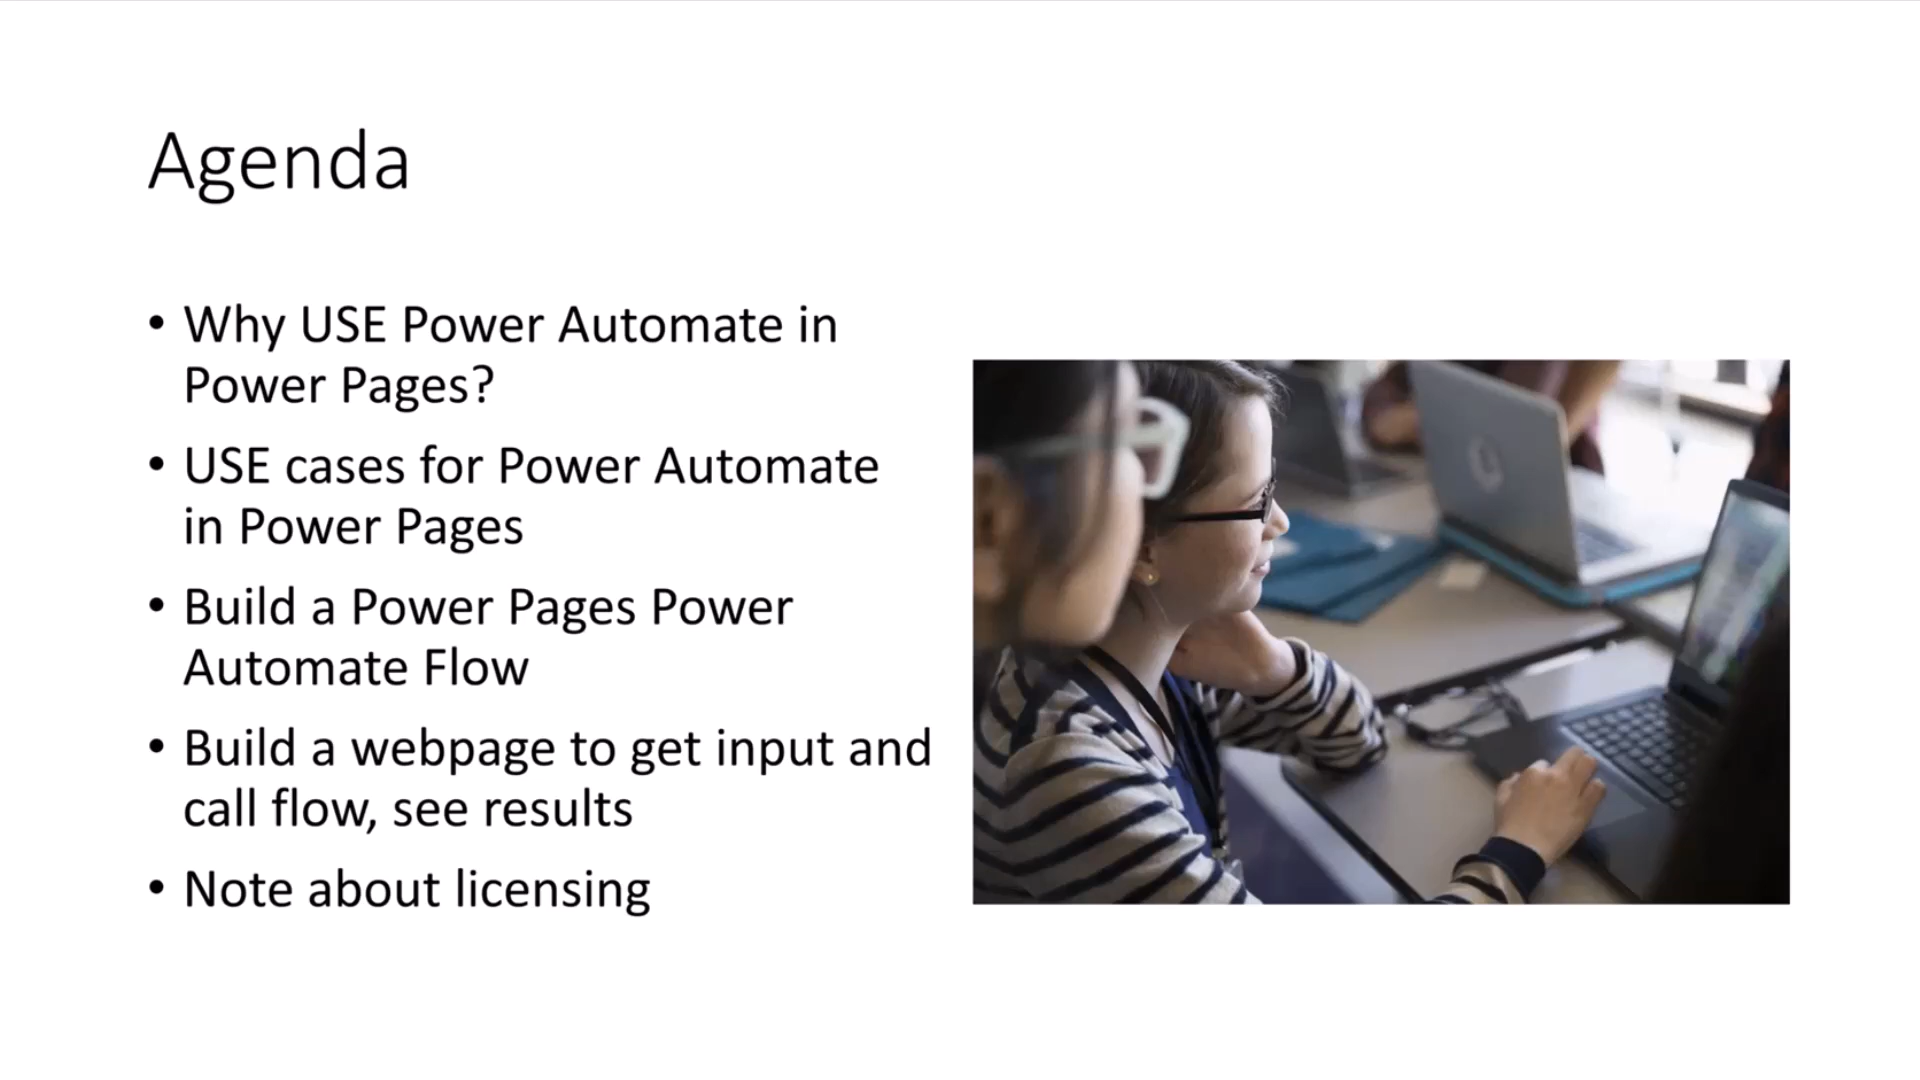 Agenda
• Why USE Power Automate in
Power Pages?
• USE cases for Power Automate
in Power Pages
• Build a Power Pages Power
Automate Flow
• Build a webpage to get input and
call flow, see results
• Note about licensing